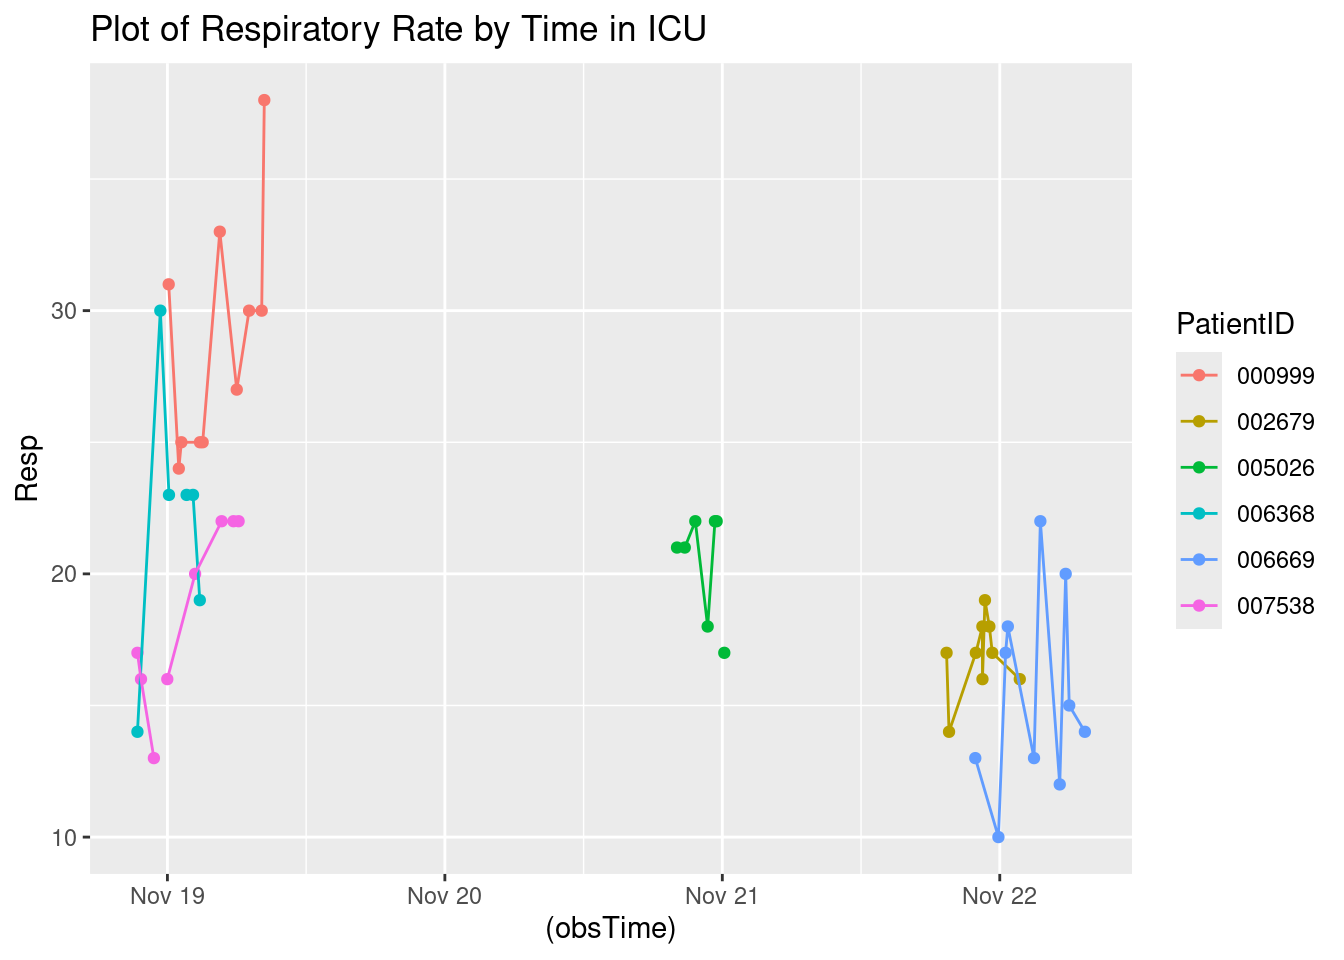 Plot of Respiratory Rate by Time in ICU
Resp
30
20
10
Nov 19
Nov 20
Nov 21
Nov 22
(obsTime)
PatientID
000999
002679
005026
006368
006669
007538